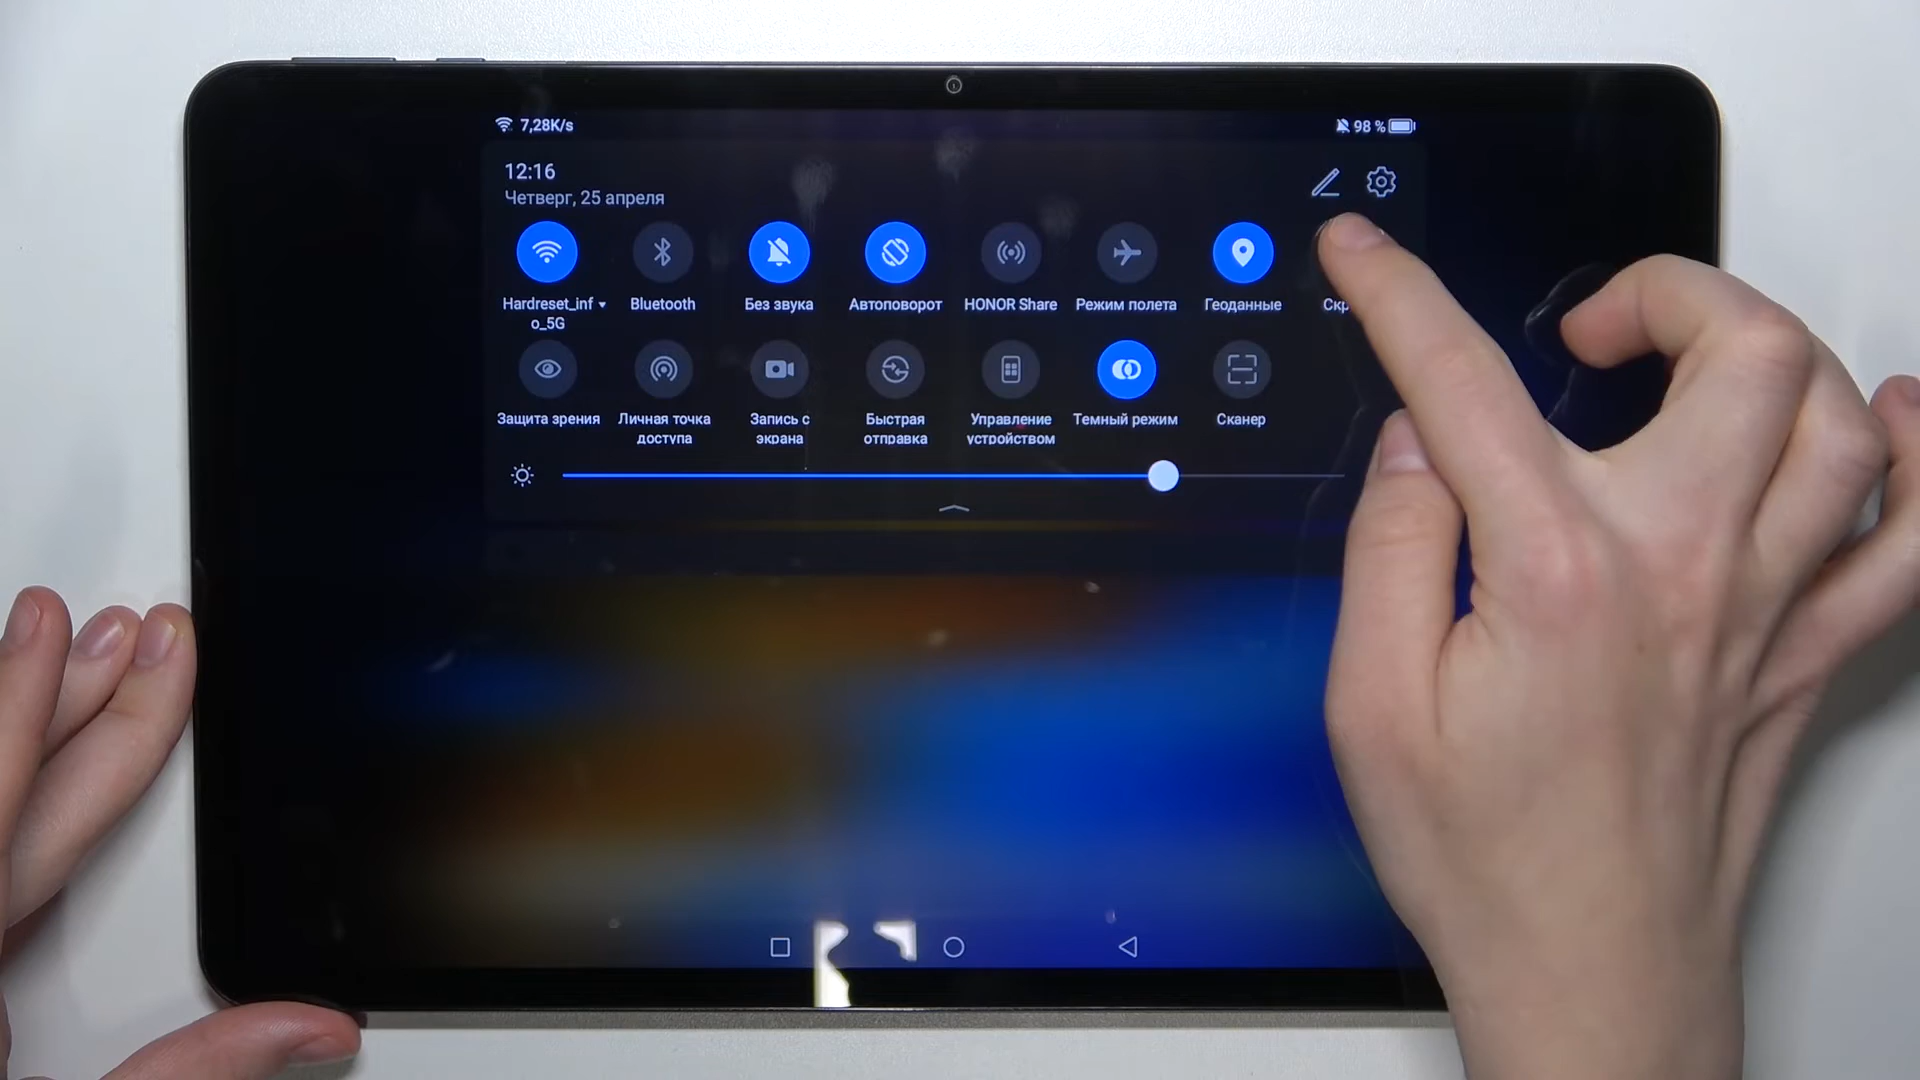 7,28K/s
98 %
12:16
Четверг, 25 апреля
Hardreset_inf
o_5G
Bluetooth
Без звука
Автоповорот
HONOR Share
Режим полета
Геоданные
Скр
Защита зрения
Личная точка
доступа
Запись с
экрана
Быстрая
отправка
Управление
устройством
Темный режим
Сканер